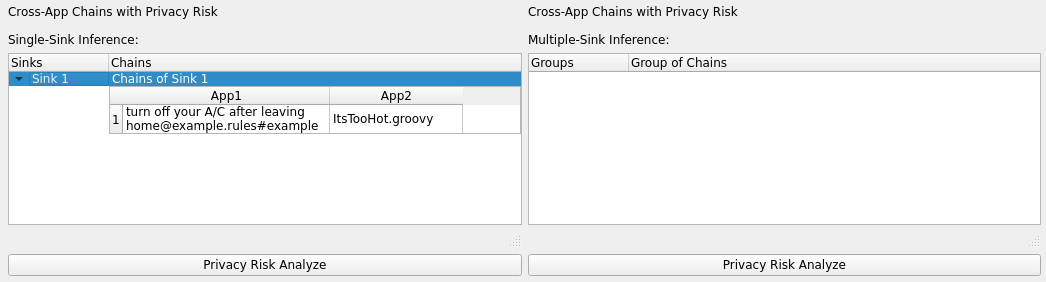 Cross-App Chains with Privacy Risk
Single-Sink Inference:
Sinks Chains
Sink 1 Chains of Sink 1
App1 App2
1 turn off your A/C after leaving
home@example.rules#example ItsTooHot.groovy
Privacy Risk Analyze
Cross-App Chains with Privacy Risk
Multiple-Sink Inference:
Groups Group of Chains
Privacy Risk Analyze